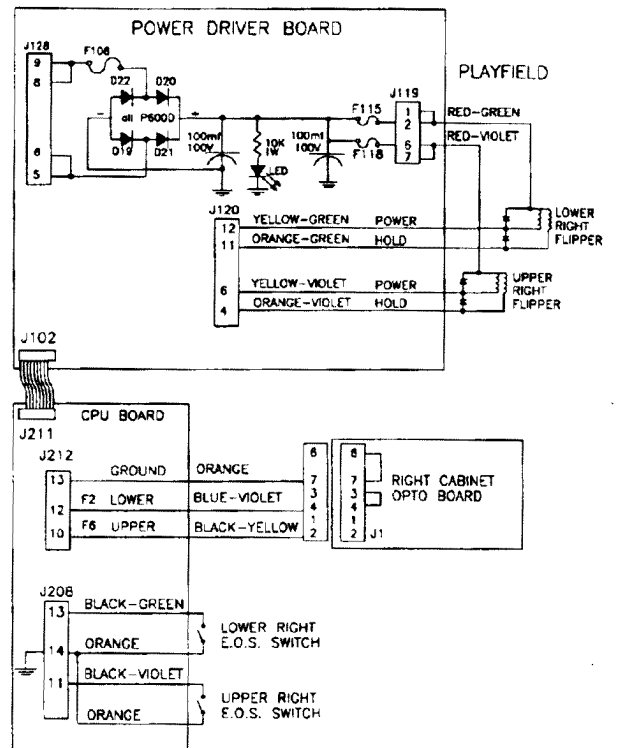 POWER DRIVER BOARD
J128
9
8
6
5
F106
D22
D20
all P600D
D19
D21
-
+
100mf
100V
10K
1W
LED
100mf
100V
F115
F118
J119
1
2
6
7
PLAYFIELD
RED-GREEN
RED-VIOLET
J120
12
11
6
4
YELLOW-GREEN POWER
ORANGE-GREEN HOLD
YELLOW-VIOLET POWER
ORANGE-VIOLET HOLD
LOWER
RIGHT
FLIPPER
UPPER
RIGHT
FLIPPER
J102
J211
CPU BOARD
J212
13
12
10
GROUND ORANGE
F2 LOWER BLUE-VIOLET
F6 UPPER BLACK-YELLOW
6
7
3
4
1
2
6
7
3
4
1
2
J1
RIGHT CABINET
OPTO BOARD
J208
13
14
11
BLACK-GREEN
ORANGE
BLACK-VIOLET
ORANGE
LOWER RIGHT
E.O.S. SWITCH
UPPER RIGHT
E.O.S. SWITCH